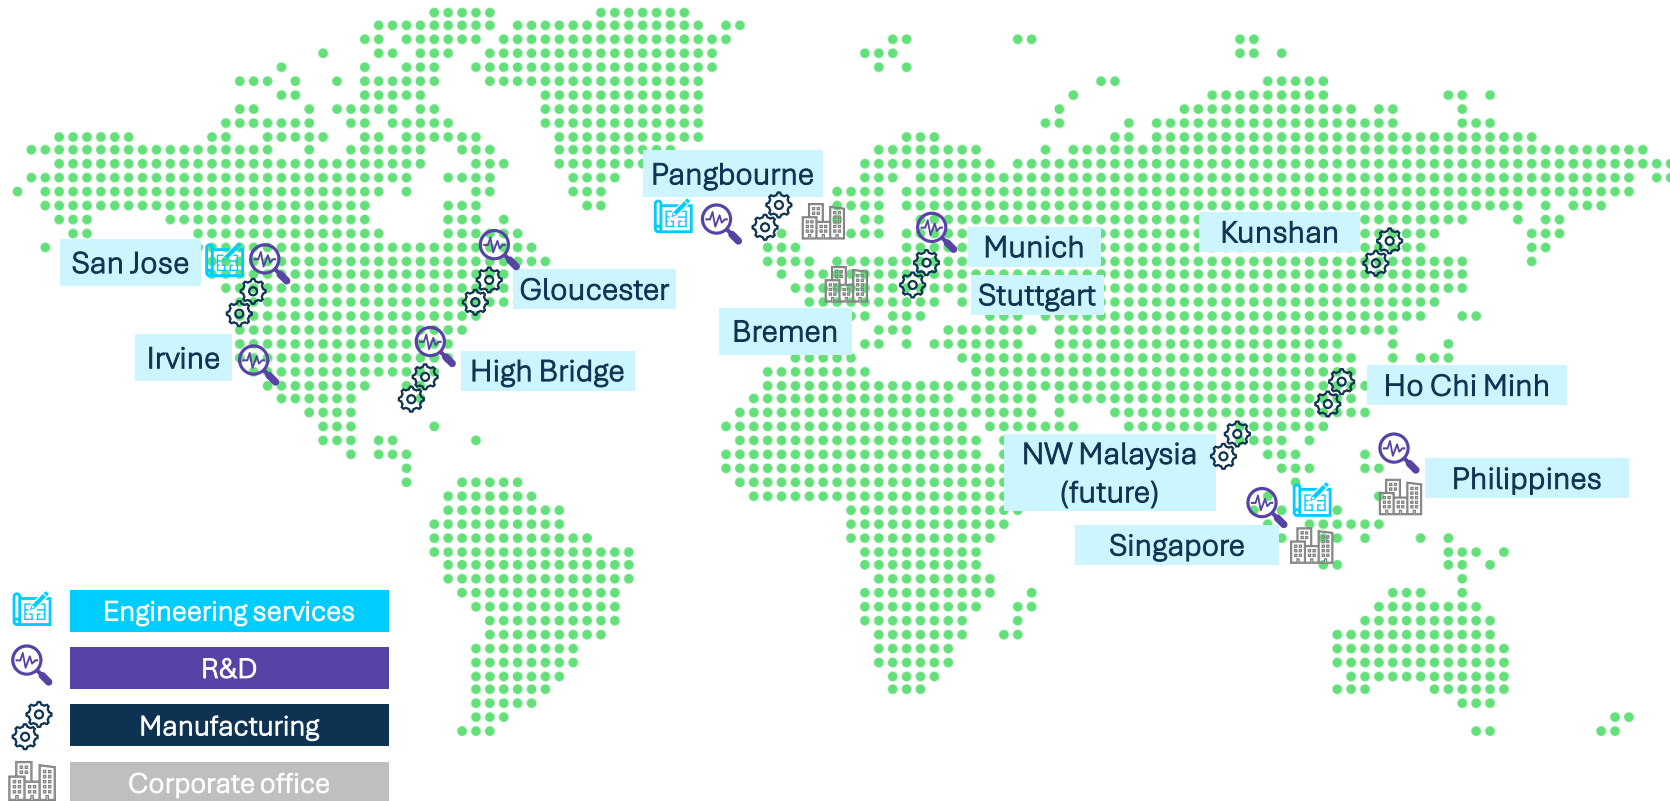 Pangbourne
San Jose
Gloucester
Irvine
High Bridge
Munich
Stuttgart
Bremen
Kunshan
Ho Chi Minh
NW Malaysia
(future)
Philippines
Singapore
Engineering services
R&D
Manufacturing
Corporate office